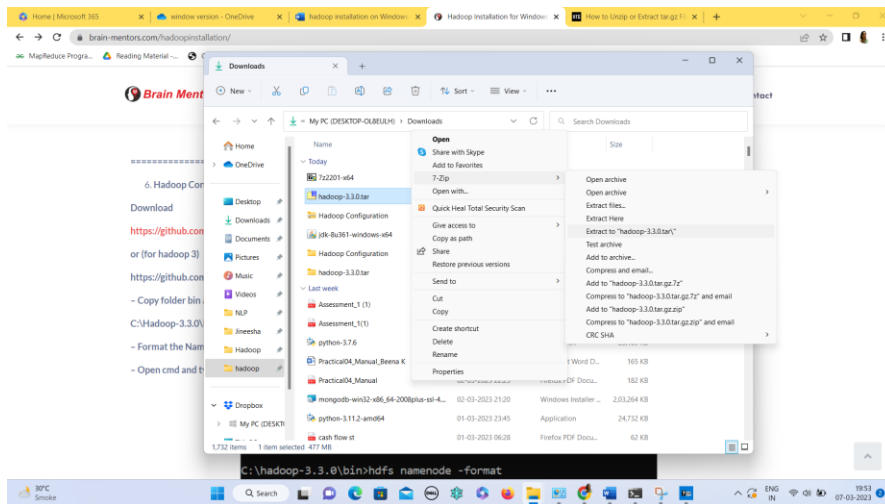 Home | Microsoft 365
window version - OneDrive
hadoop installation on Windows
Hadoop Installation for Window
How to Unzip or Extract tar.gz Fil
brain-mentors.com/hadoopinstallation/
MapReduce Progra...
Reading Material -...
Brain Ment
ntact
Downloads
New
Sort
View
My PC (DESKTOP-OL8EULH) > Downloads
Search Downloads
Home
OneDrive
Desktop
Downloads
Documents
Pictures
Music
Videos
NLP
Jineesha
Hadoop
hadoop
Dropbox
My PC (DESKT
Name
Size
Today
7z2201-x64
hadoop-3.3.0.tar
Hadoop Configuration
jdk-8u361-windows-x64
Hadoop Configuration
hadoop-3.3.0.tar
Last week
Assessment_1 (1)
Assessment_1(1)
python-3.7.6
Practical04_Manual_Beena K
t Word D...
165 KB
Practical04_Manual
02-03-2023 22:25
Firefox PDF Docu...
182 KB
mongodb-win32-x86_64-2008plus-ssl-4...
02-03-2023 21:20
Windows Installer ...
2,03,264 KB
python-3.11.2-amd64
01-03-2023 23:45
Application
24,732 KB
cash flow st
01-03-2023 06:28
Firefox PDF Docu...
62 KB
1,732 items
1 item selected 477 MB
Open
Share with Skype
Add to Favorites
7-Zip
Open with...
Quick Heal Total Security Scan
Give access to
Copy as path
Share
Restore previous versions
Send to
Cut
Copy
Create shortcut
Delete
Rename
Properties
Open archive
Open archive
Extract files...
Extract Here
Extract to "hadoop-3.3.0.tar\"
Test archive
Add to archive...
Compress and email...
Add to "hadoop-3.3.0.tar.gz.7z"
Compress to "hadoop-3.3.0.tar.gz.7z" and email
Add to "hadoop-3.3.0.tar.gz.zip"
Compress to "hadoop-3.3.0.tar.gz.zip" and email
CRC SHA
===============
6. Hadoop Cor
Download
https://github.con
or (for hadoop 3)
https://github.con
– Copy folder bin
C:\Hadoop-3.3.0\
– Format the Nam
– Open cmd and t
C:\hadoop-3.3.0\bin>hdfs namenode -format
30°C
Smoke
Search
ENG
IN
19:53
07-03-2023